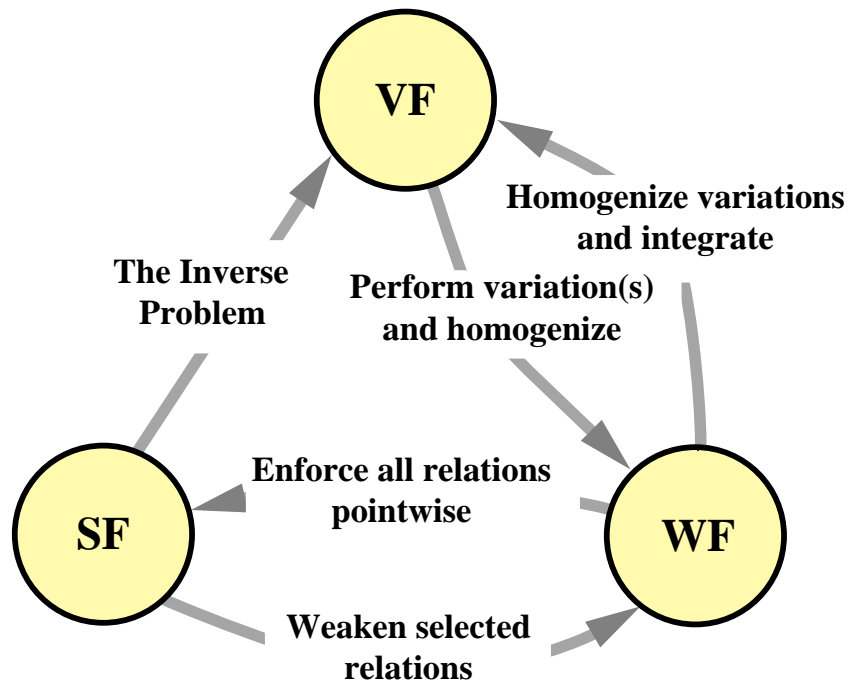 VF
Homogenize variations
and integrate
The Inverse
Problem
Perform variation(s)
and homogenize
Enforce all relations
pointwise
SF
WF
Weaken selected
relations